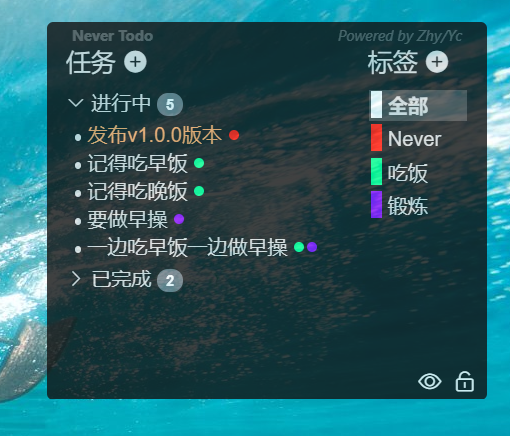 Never Todo
Powered by Zhy/Yc
任务
标签
进行中 5
发布v1.0.0版本
记得吃早饭
记得吃晚饭
要做早操
一边吃早饭一边做早操
已完成 2
全部
Never
吃饭
锻炼